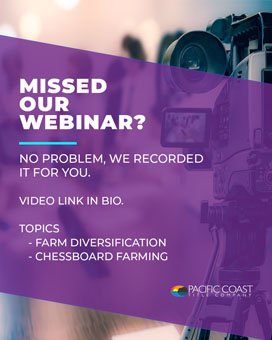 MISSED
OUR
WEBINAR?
NO PROBLEM, WE RECORDED
IT FOR YOU.
VIDEO LINK IN BIO.
TOPICS
- FARM DIVERSIFICATION
- CHESSBOARD FARMING
PACIFIC COAST
TITLE COMPANY